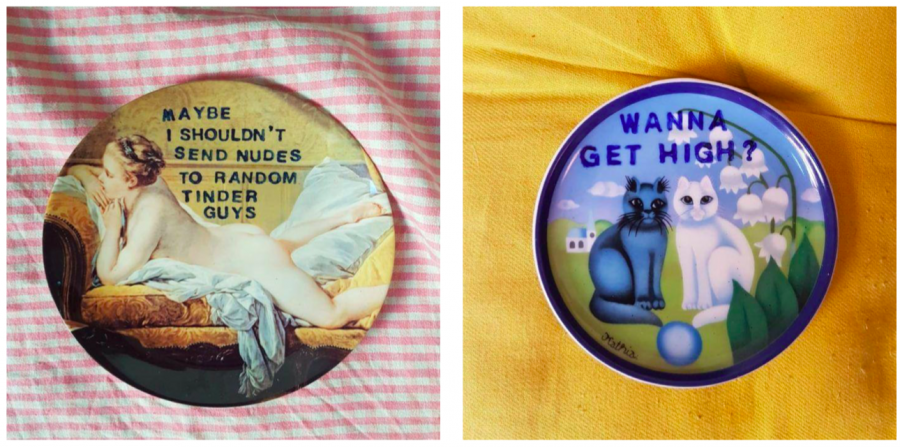 MAYBE
I SHOULDN'T
SEND NUDES
TO RANDOM
TINDER
GUYS
WANNA
GET HIGH?